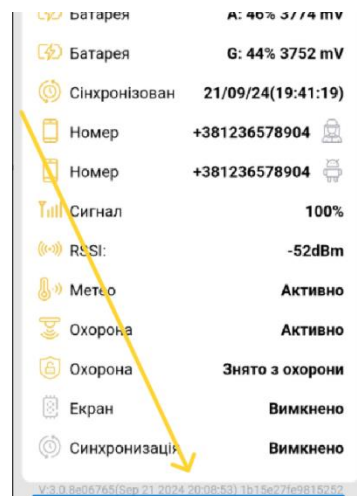 Батарея A: 46% 3774 mV
Батарея G: 44% 3752 mV
Сінхронізован 21/09/24(19:41:19)
Номер +381236578904
Номер +381236578904
Сигнал 100%
RSSI: -52dBm
Метео Активно
Охорона Активно
Охорона Знято з охорони
Екран Вимкнено
Синхронизація Вимкнено
V:3.0 8e06765(Sep 21 2024 20:08:53) 1b15e27fe9815252